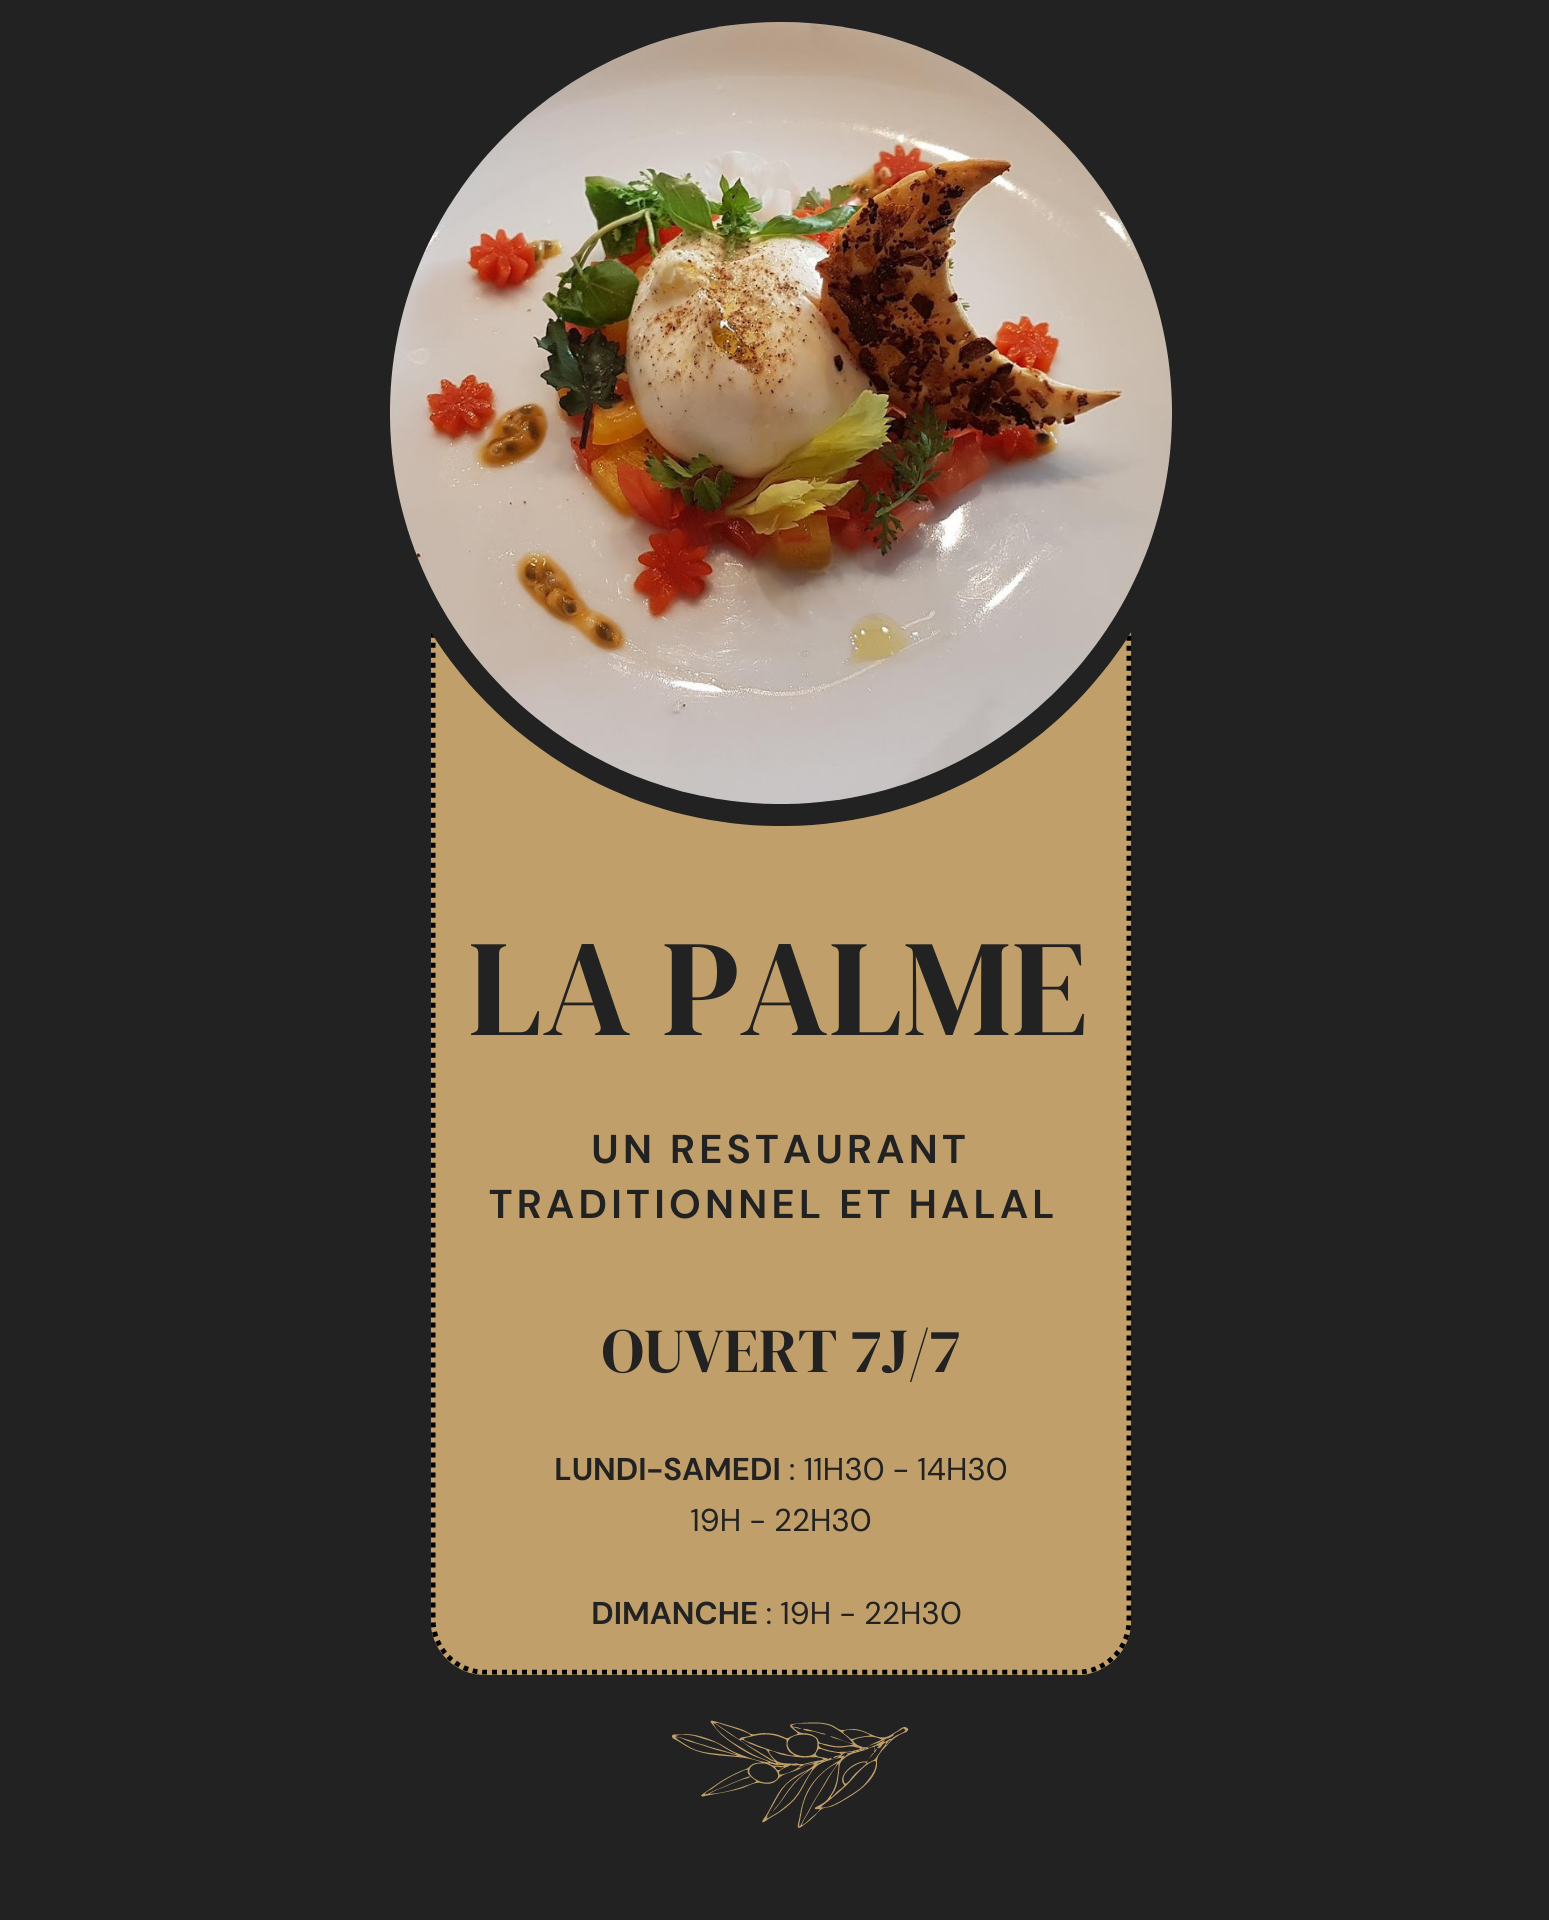 LA PALME
UN RESTAURANT
TRADITIONNEL ET HALAL
OUVERT 7J/7
LUNDI-SAMEDI : 11H30 - 14H30
19H - 22H30
DIMANCHE : 19H - 22H30